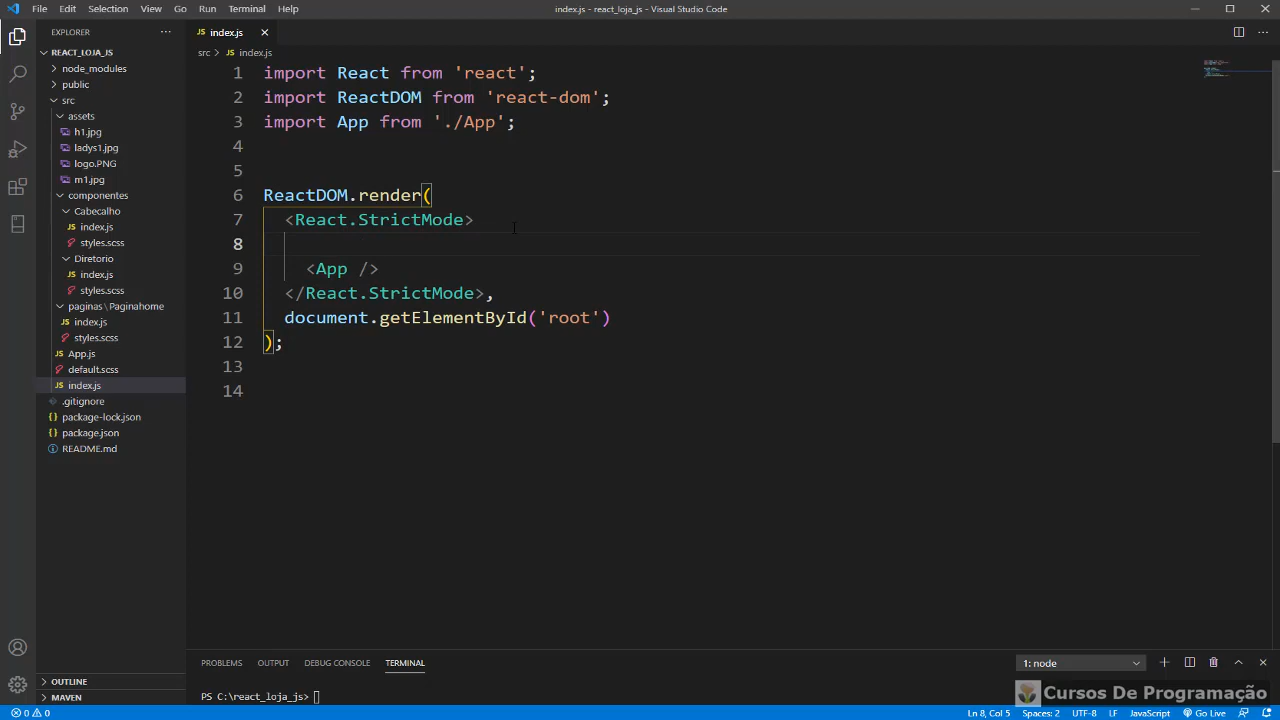 File Edit Selection View Go Run Terminal Help
index.js - react_loja_js - Visual Studio Code
EXPLORER
REACT_LOJA_JS
node_modules
public
src
assets
h1.jpg
ladys1.jpg
logo.PNG
m1.jpg
componentes
Cabecalho
index.js
styles.scss
Diretorio
index.js
styles.scss
paginas\Paginahome
index.js
styles.scss
App.js
default.scss
index.js
.gitignore
package-lock.json
package.json
README.md
OUTLINE
MAVEN
JS index.js
src > JS index.js
1 import React from 'react';
2 import ReactDOM from 'react-dom';
3 import App from './App';
4
5
6 ReactDOM.render(
7 <React.StrictMode>
8
9 <App />
10 </React.StrictMode>,
11 document.getElementById('root')
12 );
13
14
PROBLEMS OUTPUT DEBUG CONSOLE TERMINAL
1: node
PS C:\react_loja_js>
Cursos De Programação
0 0
Ln 8, Col 5 Spaces: 2 UTF-8 LF JavaScript Go Live